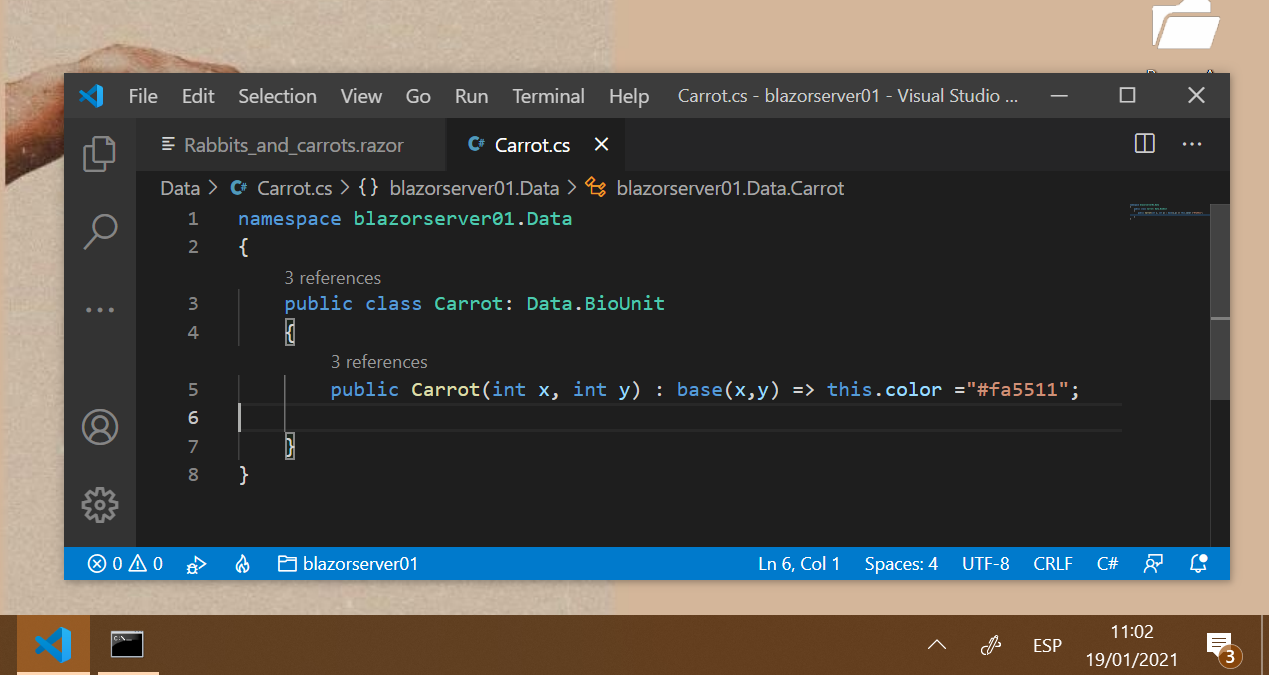 File Edit Selection View Go Run Terminal Help Carrot.cs - blazorserver01 - Visual Studio ...
Rabbits_and_carrots.razor C# Carrot.cs
Data > C# Carrot.cs > {} blazorserver01.Data > blazorserver01.Data.Carrot
1 namespace blazorserver01.Data
2 {
3 references
3 public class Carrot: Data.BioUnit
4 {
3 references
5 public Carrot(int x, int y) : base(x,y) => this.color ="#fa5511";
6
7 }
8 }
0 0 blazorserver01 Ln 6, Col 1 Spaces: 4 UTF-8 CRLF C#
ESP 11:02
19/01/2021 3